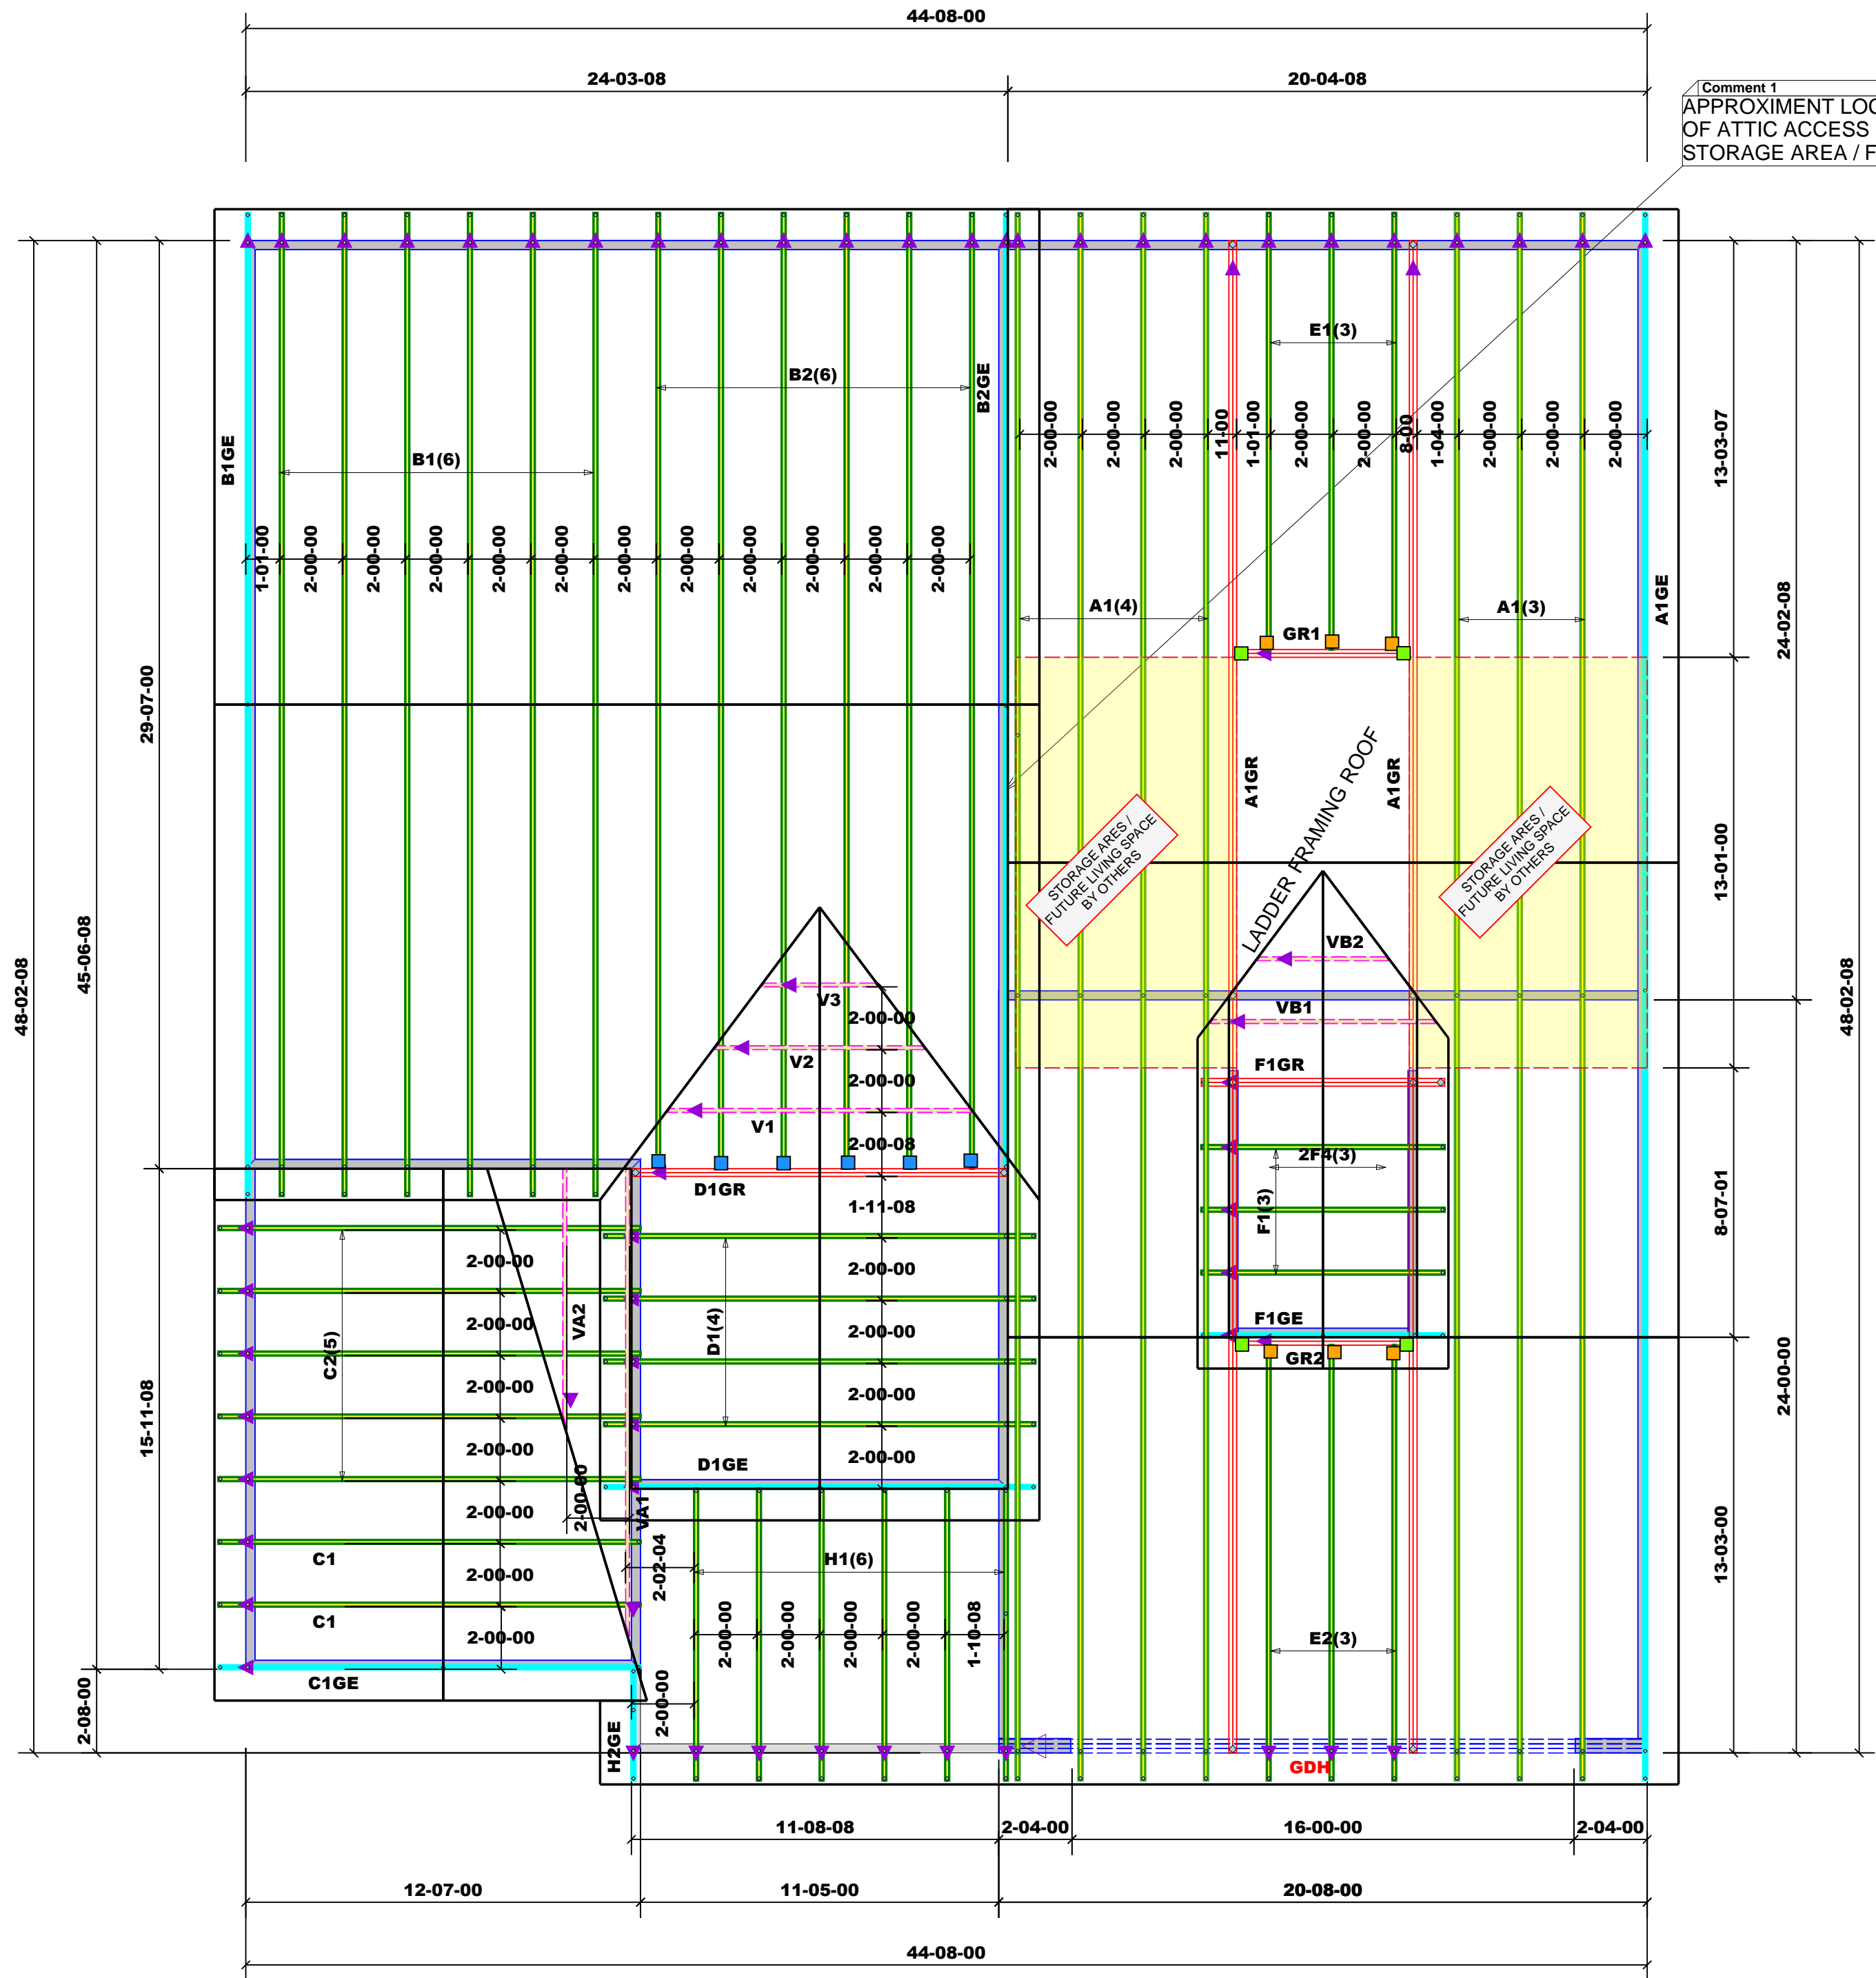 44-08-00
24-03-08
20-04-08
Comment 1
APPROXIMENT LOC
OF ATTIC ACCESS
STORAGE AREA / F
E1(3)
B2(6)
B2GE
B1GE
B1(6)
2-00-00
2-00-00
2-00-00
11-00
1-01-00
2-00-00
2-00-00
8-00
1-04-00
2-00-00
2-00-00
2-00-00
13-03-07
1-01-00
2-00-00
2-00-00
2-00-00
2-00-00
2-00-00
2-00-00
2-00-00
2-00-00
2-00-00
2-00-00
2-00-00
A1(4)
GR1
A1(3)
A1GE
24-02-08
29-07-00
A1GR
A1GR
LADDER FRAMING ROOF
STORAGE ARES /
FUTURE LIVING SPACE
BY OTHERS
STORAGE ARES /
FUTURE LIVING SPACE
BY OTHERS
13-01-00
45-06-08
48-02-08
48-02-08
VB2
VB1
V3
2-00-00
V2
2-00-00
V1
2-00-08
F1GR
2F4(3)
F1(3)
8-07-01
D1GR
1-11-08
2-00-00
2-00-00
2-00-00
2-00-00
D1(4)
D1GE
F1GE
GR2
24-00-00
2-00-00
2-00-00
2-00-00
2-00-00
2-00-00
2-00-00
2-00-00
C2(5)
VA2
15-11-08
2-00-00
VA1
2-02-04
H1(6)
13-03-00
C1
C1
2-00-00
2-00-00
2-00-00
2-00-00
1-10-08
E2(3)
C1GE
2-00-00
H2GE
2-08-00
GDH
11-08-08
2-04-00
16-00-00
2-04-00
12-07-00
11-05-00
20-08-00
44-08-00